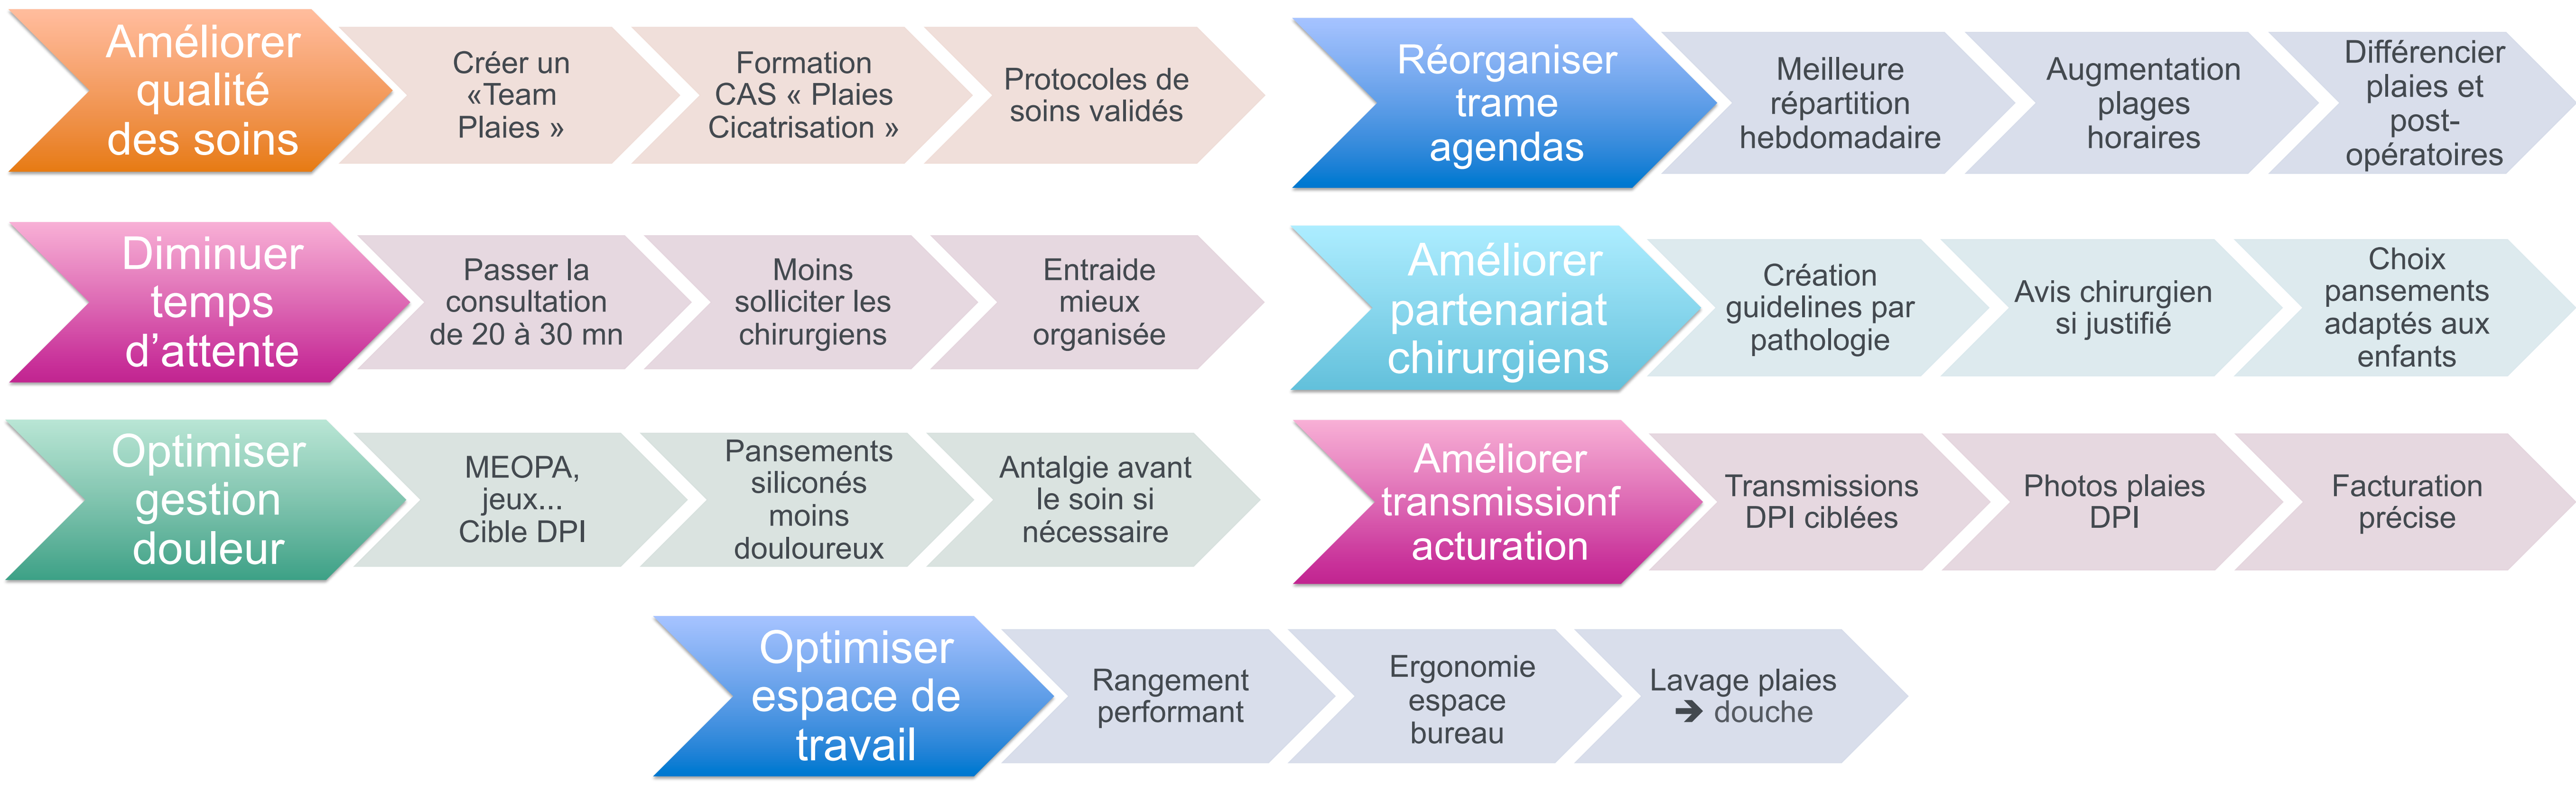 Améliorer
qualité
des soins
Créer un
«Team
Plaies »
Formation
CAS « Plaies
Cicatrisation »
Protocoles de
soins validés
Réorganiser
trame
agendas
Meilleure
répartition
hebdomadaire
Augmentation
plages
horaires
Différencier
plaies et
post-
opératoires
Diminuer
temps
d’attente
Passer la
consultation
de 20 à 30 mn
Moins
solliciter les
chirurgiens
Entraide
mieux
organisée
Améliorer
partenariat
chirurgiens
Création
guidelines par
pathologie
Avis chirurgien
si justifié
Choix
pansements
adaptés aux
enfants
Optimiser
gestion
douleur
MEOPA,
jeux...
Cible DPI
Pansements
siliconés
moins
douloureux
Antalgie avant
le soin si
nécessaire
Améliorer
transmissionf
acturation
Transmissions
DPI ciblées
Photos plaies
DPI
Facturation
précise
Optimiser
espace de
travail
Rangement
performant
Ergonomie
espace
bureau
Lavage plaies
➔ douche